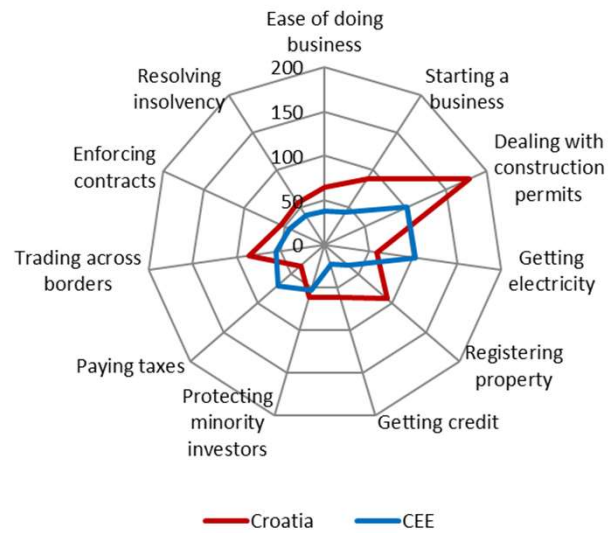 Ease of doing
business
200
Resolving
insolvency
Starting a
business
150
Enforcing
contracts
100
Dealing with
construction
permits
50
0
Trading across
borders
Getting
electricity
Paying taxes
Registering
property
Protecting
minority
investors
Getting credit
Croatia
CEE